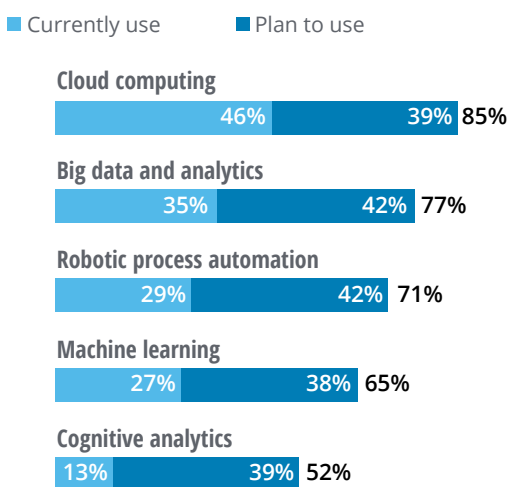 Currently use Plan to use
Cloud computing
46% 39% 85%
Big data and analytics
35% 42% 77%
Robotic process automation
29% 42% 71%
Machine learning
27% 38% 65%
Cognitive analytics
13% 39% 52%